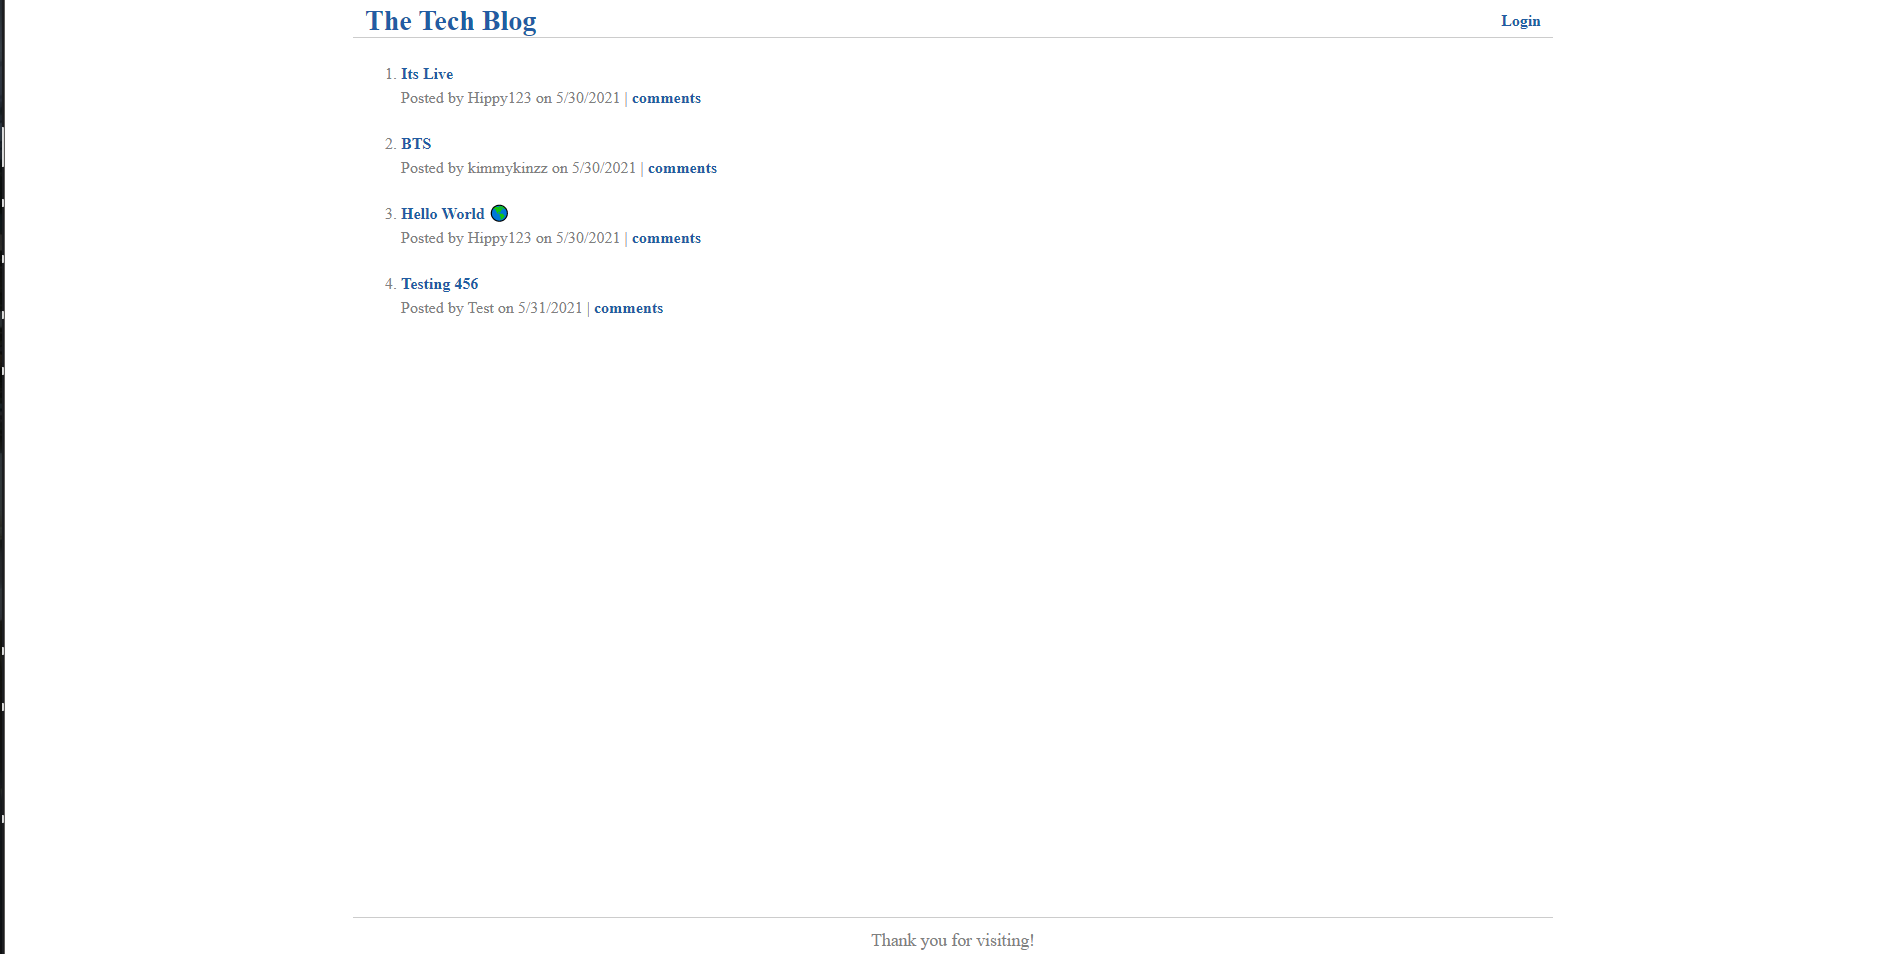 The Tech Blog
Login
1. Its Live
Posted by Hippy123 on 5/30/2021 | comments
2. BTS
Posted by kimmykinzz on 5/30/2021 | comments
3. Hello World 🌎
Posted by Hippy123 on 5/30/2021 | comments
4. Testing 456
Posted by Test on 5/31/2021 | comments
Thank you for visiting!